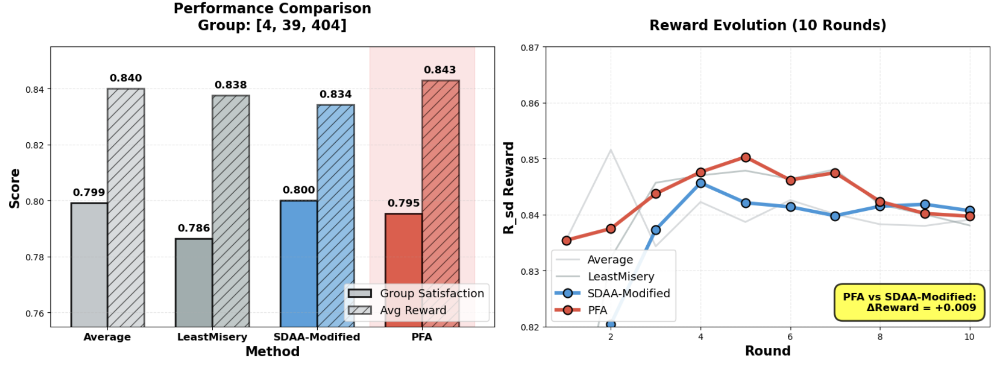 Performance Comparison
Group: [4, 39, 404]
Score
0.84
0.82
0.80
0.78
0.76
0.799
0.840
0.786
0.838
0.800
0.834
0.795
0.843
Group Satisfaction
Avg Reward
Average
LeastMisery
SDAA-Modified
PFA
Method
Reward Evolution (10 Rounds)
R_sd Reward
0.87
0.86
0.85
0.84
0.83
0.82
Average
LeastMisery
SDAA-Modified
PFA
PFA vs SDAA-Modified:
ΔReward = +0.009
2
4
6
8
10
Round